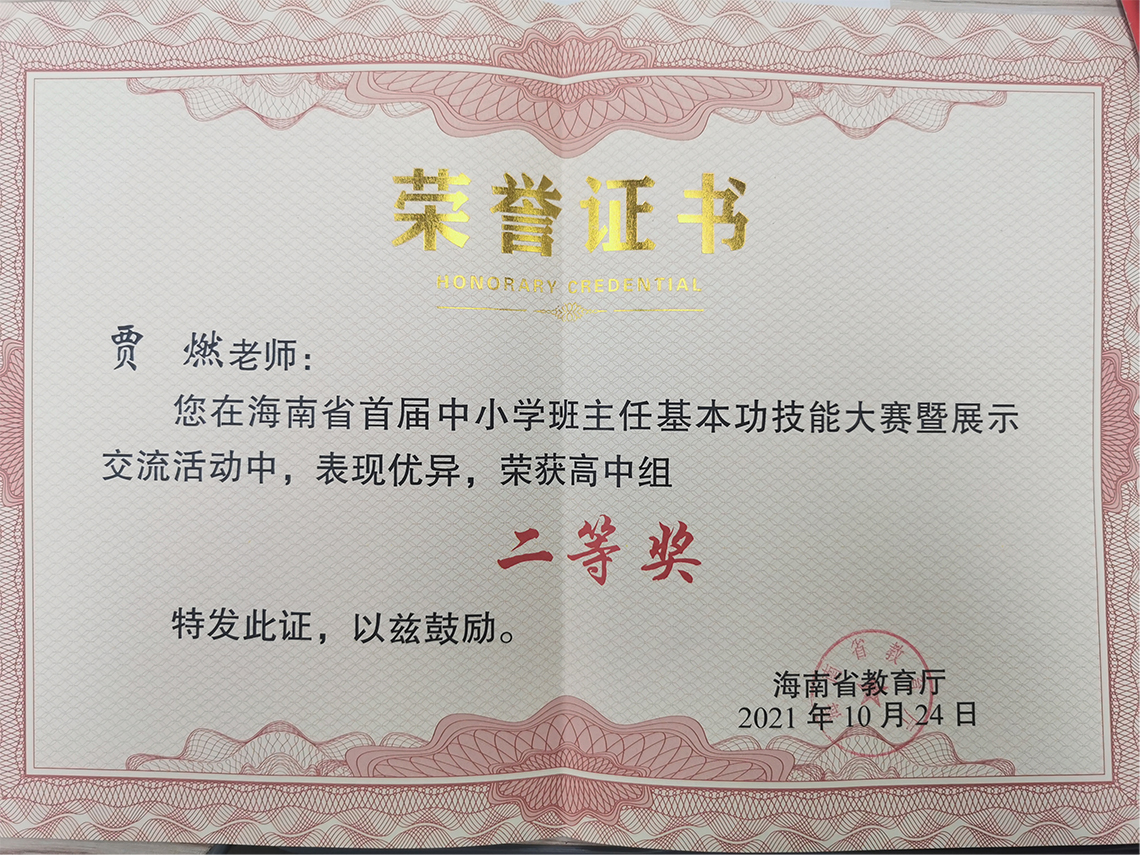 荣誉证书
HONORARY CREDENTIAL
贾 燃老师：
您在海南省首届中小学班主任基本功技能大赛暨展示
交流活动中，表现优异，荣获高中组
二等奖
特发此证，以兹鼓励。
海南省教育厅
2021年10月24日